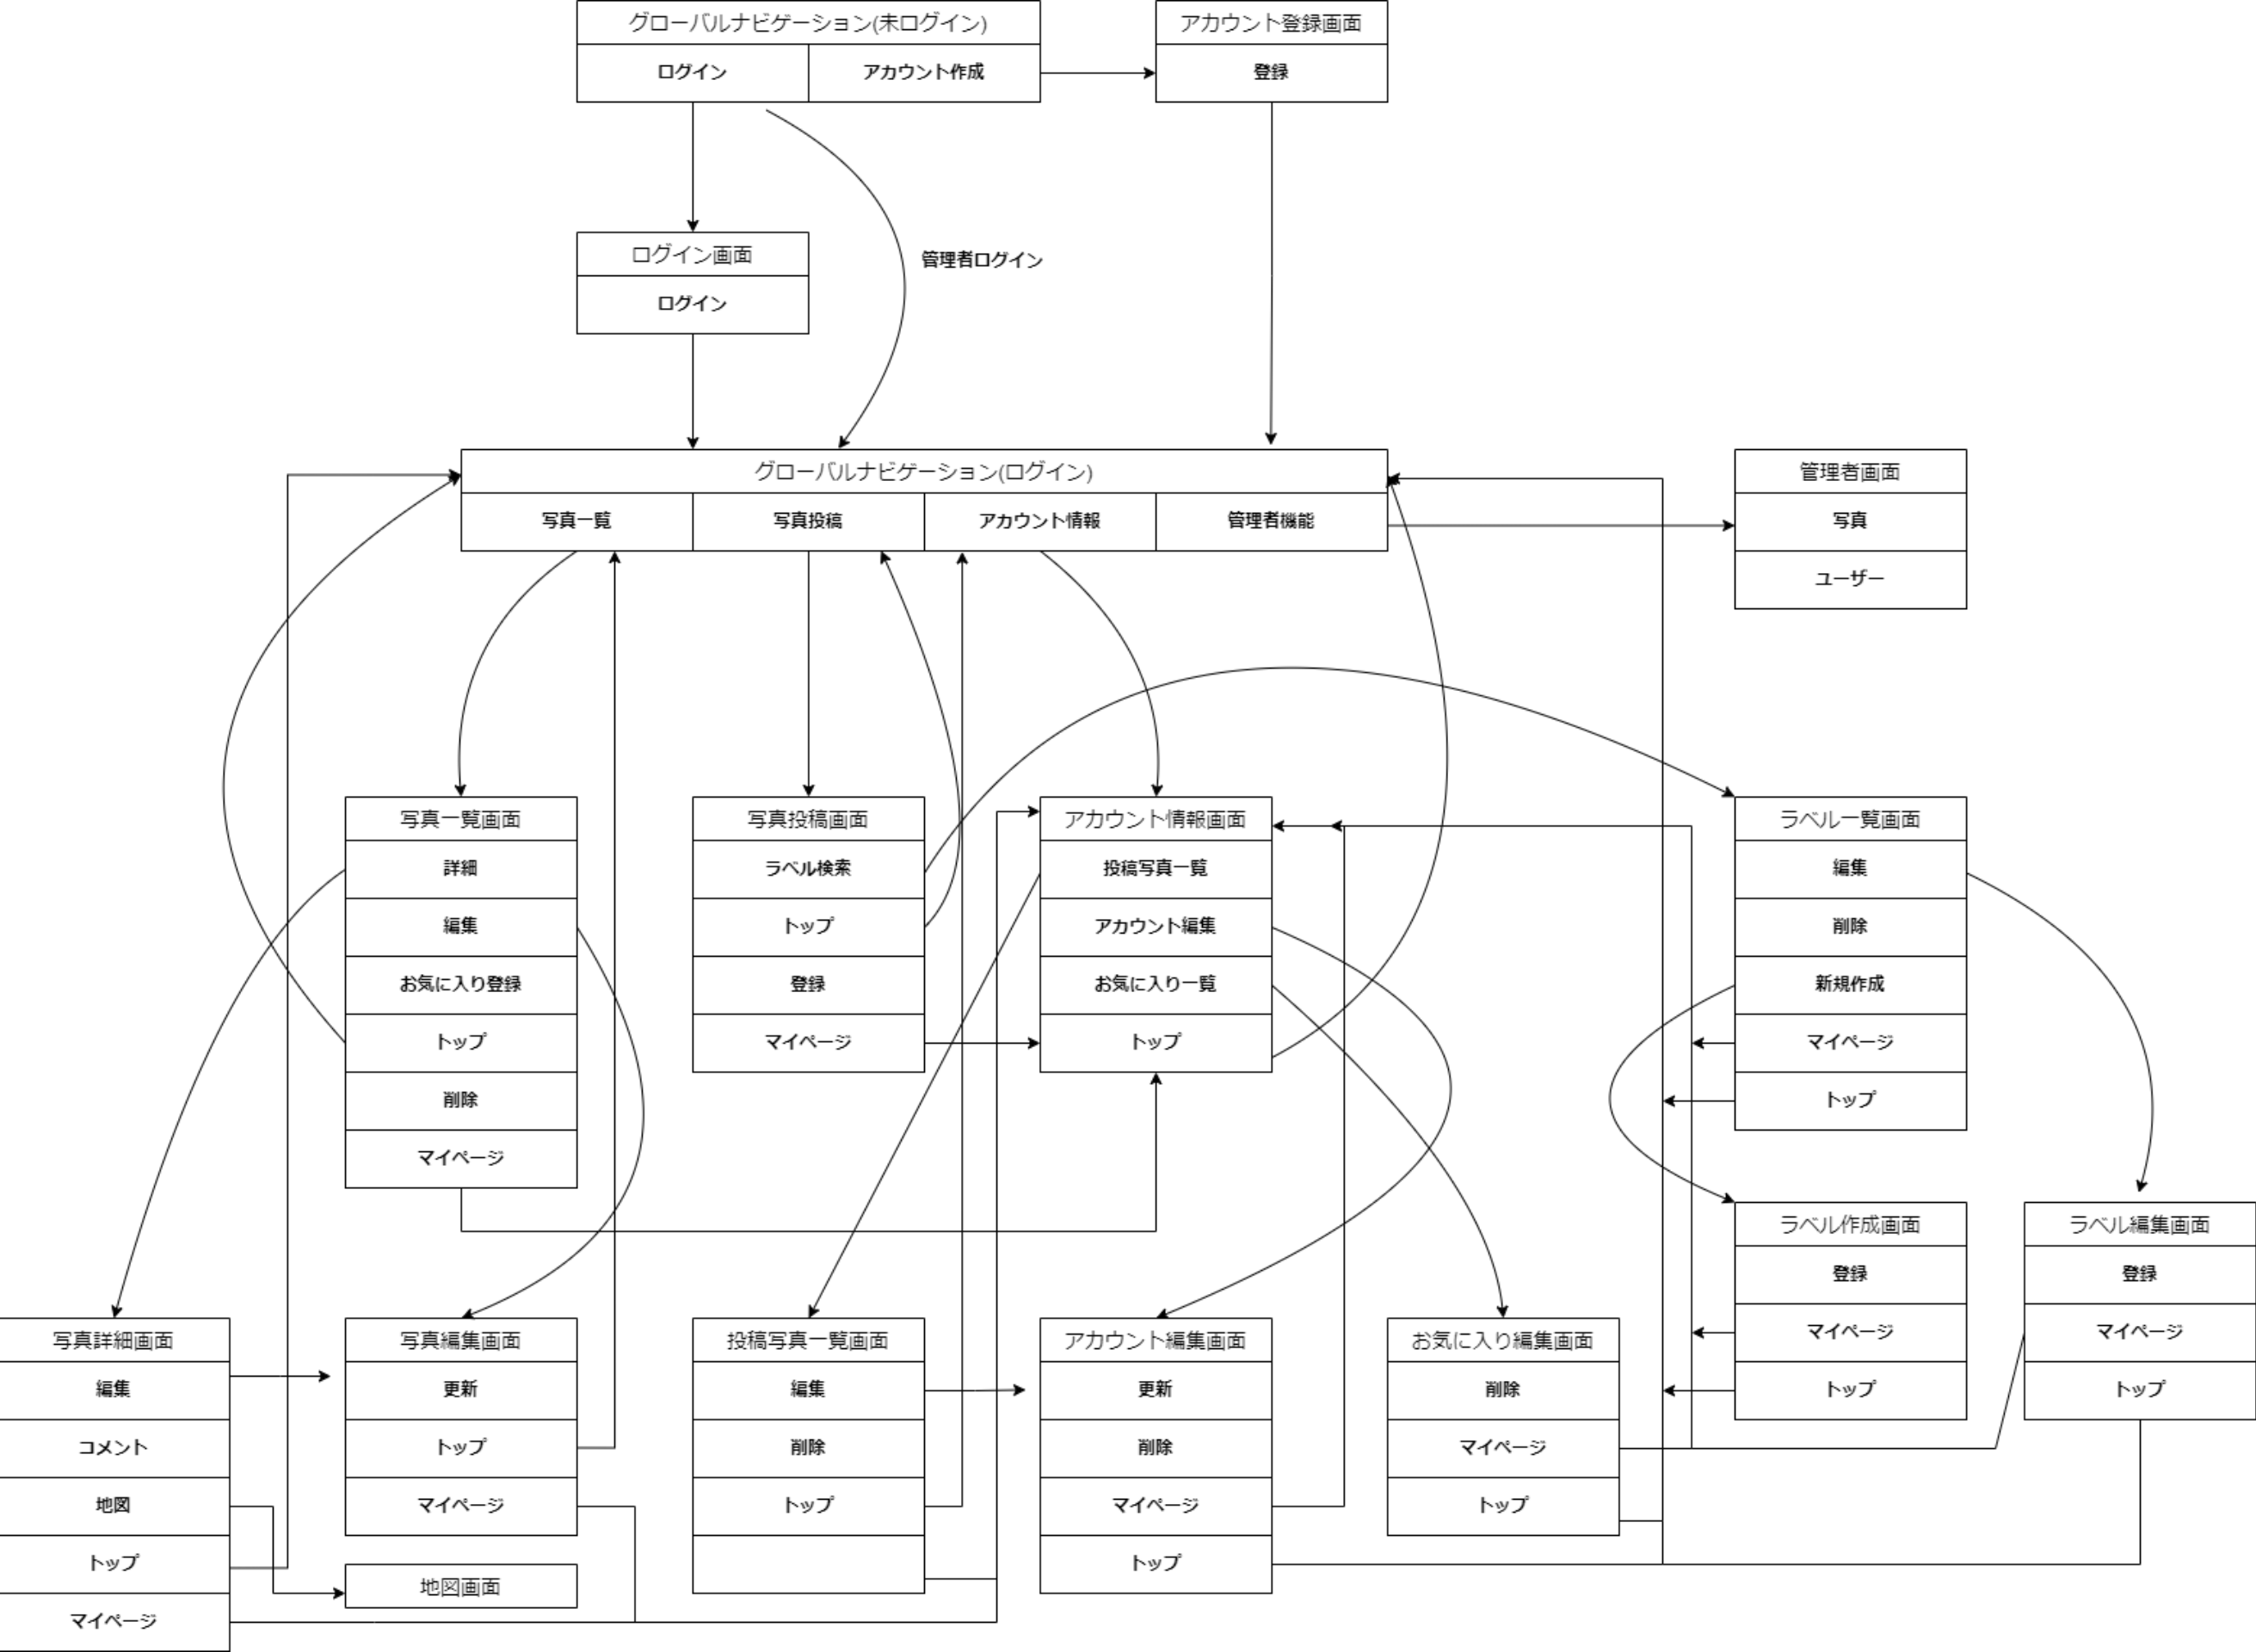 グローバルナビゲーション(未ログイン)
ログイン
アカウント作成
アカウント登録画面
登録
ログイン画面
ログイン
管理者ログイン
グローバルナビゲーション(ログイン)
写真一覧
写真投稿
アカウント情報
管理者機能
管理者画面
写真
ユーザー
写真一覧画面
詳細
編集
お気に入り登録
トップ
削除
マイページ
写真投稿画面
ラベル検索
トップ
登録
マイページ
アカウント情報画面
投稿写真一覧
アカウント編集
お気に入り一覧
トップ
ラベル一覧画面
編集
削除
新規作成
マイページ
トップ
ラベル作成画面
登録
マイページ
トップ
ラベル編集画面
登録
マイページ
トップ
写真詳細画面
編集
コメント
地図
トップ
マイページ
写真編集画面
更新
トップ
マイページ
地図画面
投稿写真一覧画面
編集
削除
トップ
アカウント編集画面
更新
削除
マイページ
トップ
お気に入り編集画面
削除
マイページ
トップ